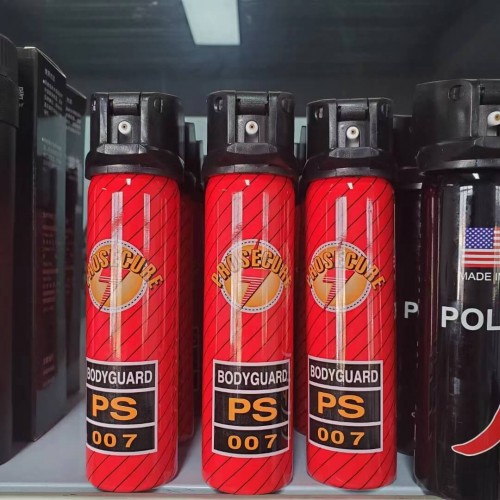 PROSECURE
BODYGUARD
PS
007
PROSECURE
BODYGUARD
PS
007
PROSECURE
BODYGUARD
PS
007
P
MADE IN
POL